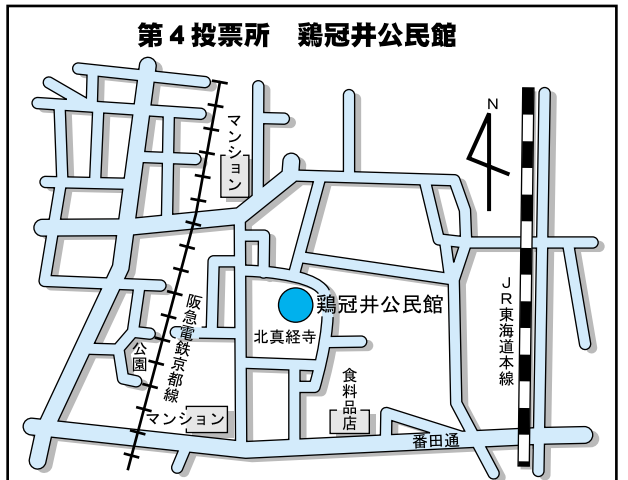 第４投票所　鶏冠井公民館
N
マンション
鶏冠井公民館
北真経寺
阪急電鉄京都線
公園
ＪＲ東海道本線
食料品店
マンション
番田通